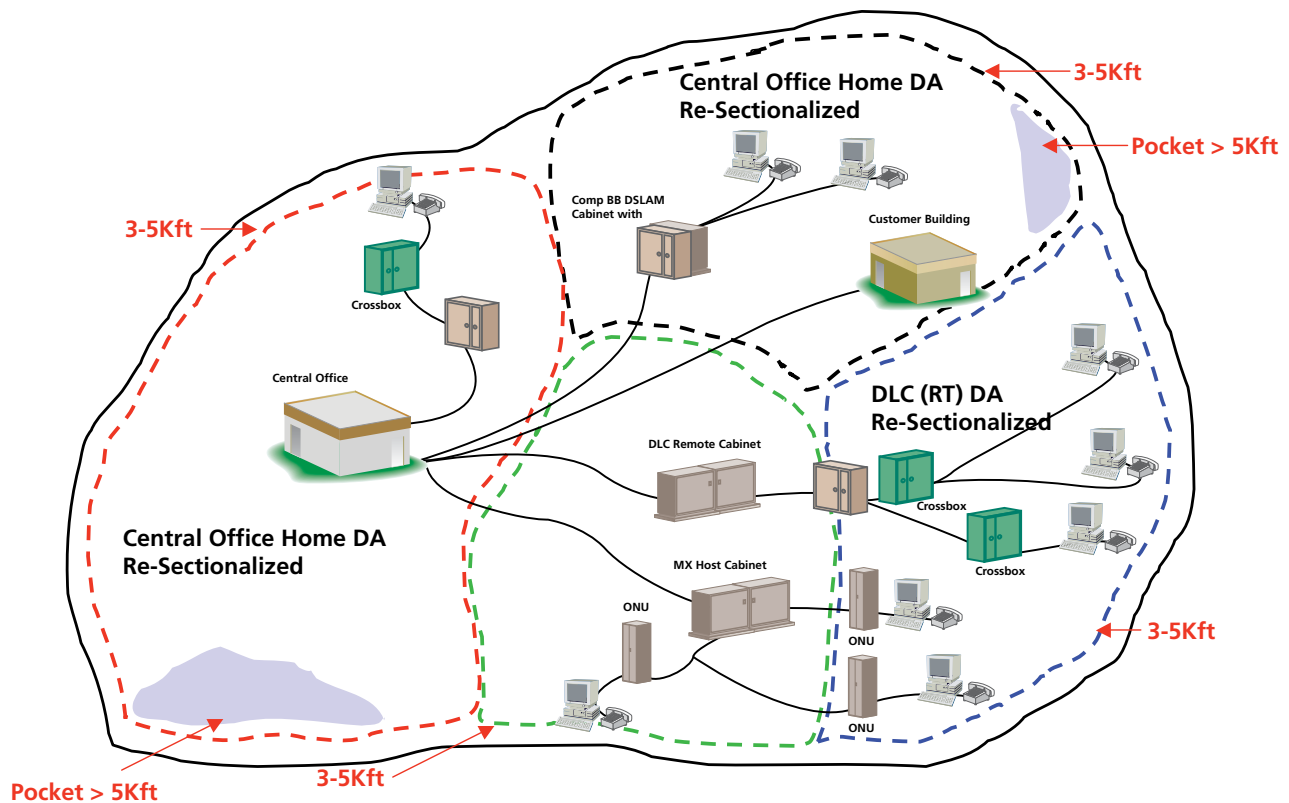 Central Office Home DA
Re-Sectionalized
3-5Kft
Pocket > 5Kft
Comp BB DSLAM
Cabinet with
Customer Building
3-5Kft
Crossbox
Central Office
DLC (RT) DA
Re-Sectionalized
DLC Remote Cabinet
Crossbox
Crossbox
Central Office Home DA
Re-Sectionalized
MX Host Cabinet
ONU
ONU
3-5Kft
ONU
3-5Kft
Pocket > 5Kft